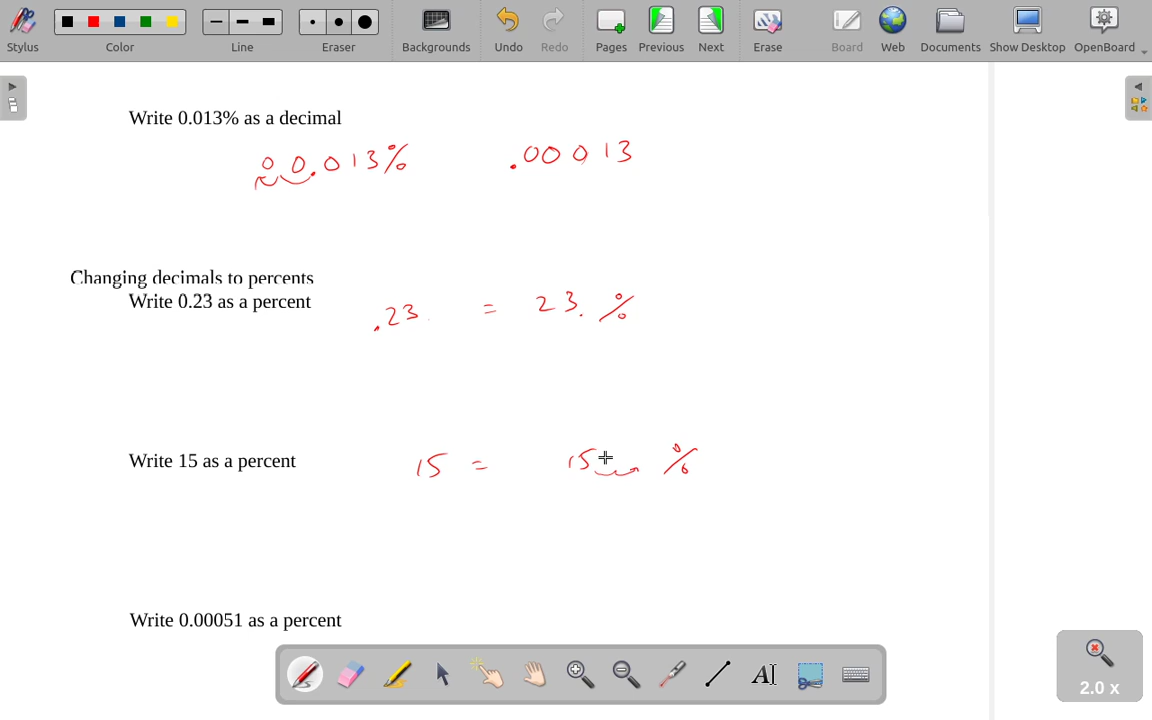 Stylus Color Line Eraser Backgrounds Undo Redo Pages Previous Next Erase Board Web Documents Show Desktop OpenBoard
Write 0.013% as a decimal
00.013% .00013
Changing decimals to percents
Write 0.23 as a percent .23 = 23. %
Write 15 as a percent 15 = 15 %
Write 0.00051 as a percent
AI
2.0 x